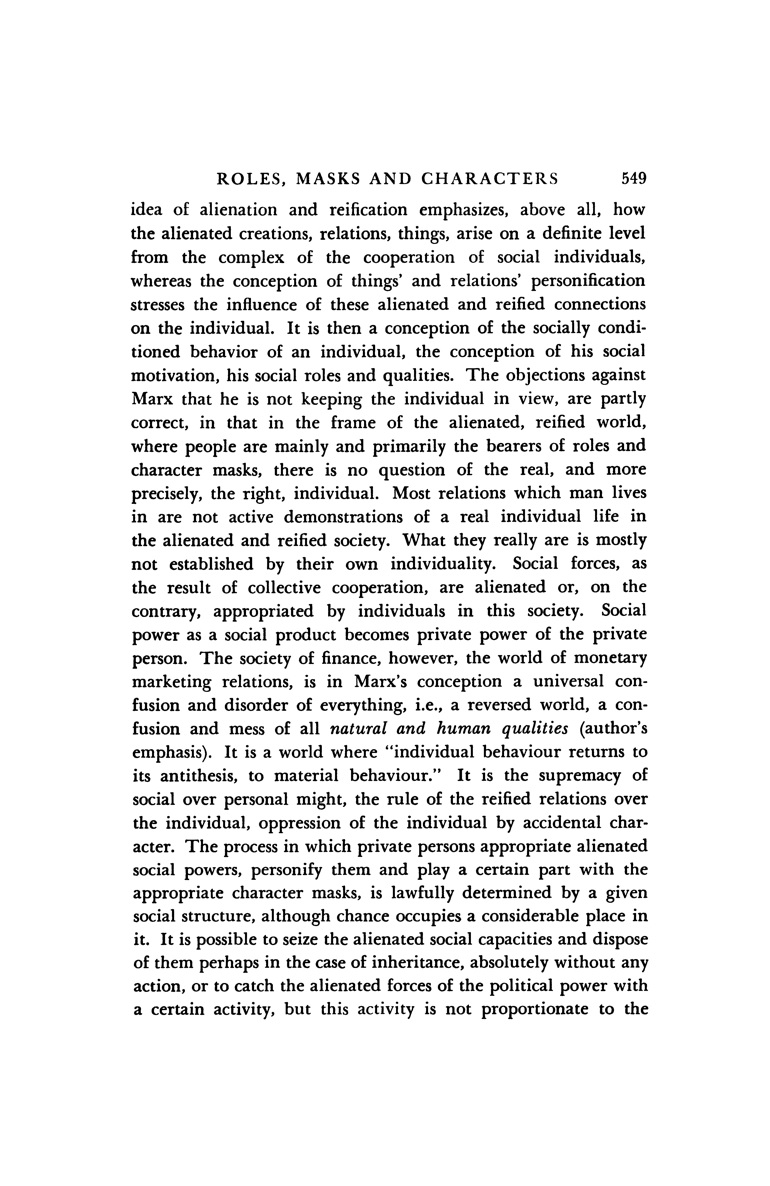 ROLES, MASKS AND CHARACTERS 549
idea of alienation and reification emphasizes, above all, how
the alienated creations, relations, things, arise on a definite level
from the complex of the cooperation of social individuals,
whereas the conception of things' and relations' personification
stresses the influence of these alienated and reified connections
on the individual. It is then a conception of the socially condi-
tioned behavior of an individual, the conception of his social
motivation, his social roles and qualities. The objections against
Marx that he is not keeping the individual in view, are partly
correct, in that in the frame of the alienated, reified world,
where people are mainly and primarily the bearers of roles and
character masks, there is no question of the real, and more
precisely, the right, individual. Most relations which man lives
in are not active demonstrations of a real individual life in
the alienated and reified society. What they really are is mostly
not established by their own individuality. Social forces, as
the result of collective cooperation, are alienated or, on the
contrary, appropriated by individuals in this society. Social
power as a social product becomes private power of the private
person. The society of finance, however, the world of monetary
marketing relations, is in Marx's conception a universal con-
fusion and disorder of everything, i.e., a reversed world, a con-
fusion and mess of all natural and human qualities (author's
emphasis). It is a world where "individual behaviour returns to
its antithesis, to material behaviour." It is the supremacy of
social over personal might, the rule of the reified relations over
the individual, oppression of the individual by accidental char-
acter. The process in which private persons appropriate alienated
social powers, personify them and play a certain part with the
appropriate character masks, is lawfully determined by a given
social structure, although chance occupies a considerable place in
it. It is possible to seize the alienated social capacities and dispose
of them perhaps in the case of inheritance, absolutely without any
action, or to catch the alienated forces of the political power with
a certain activity, but this activity is not proportionate to the